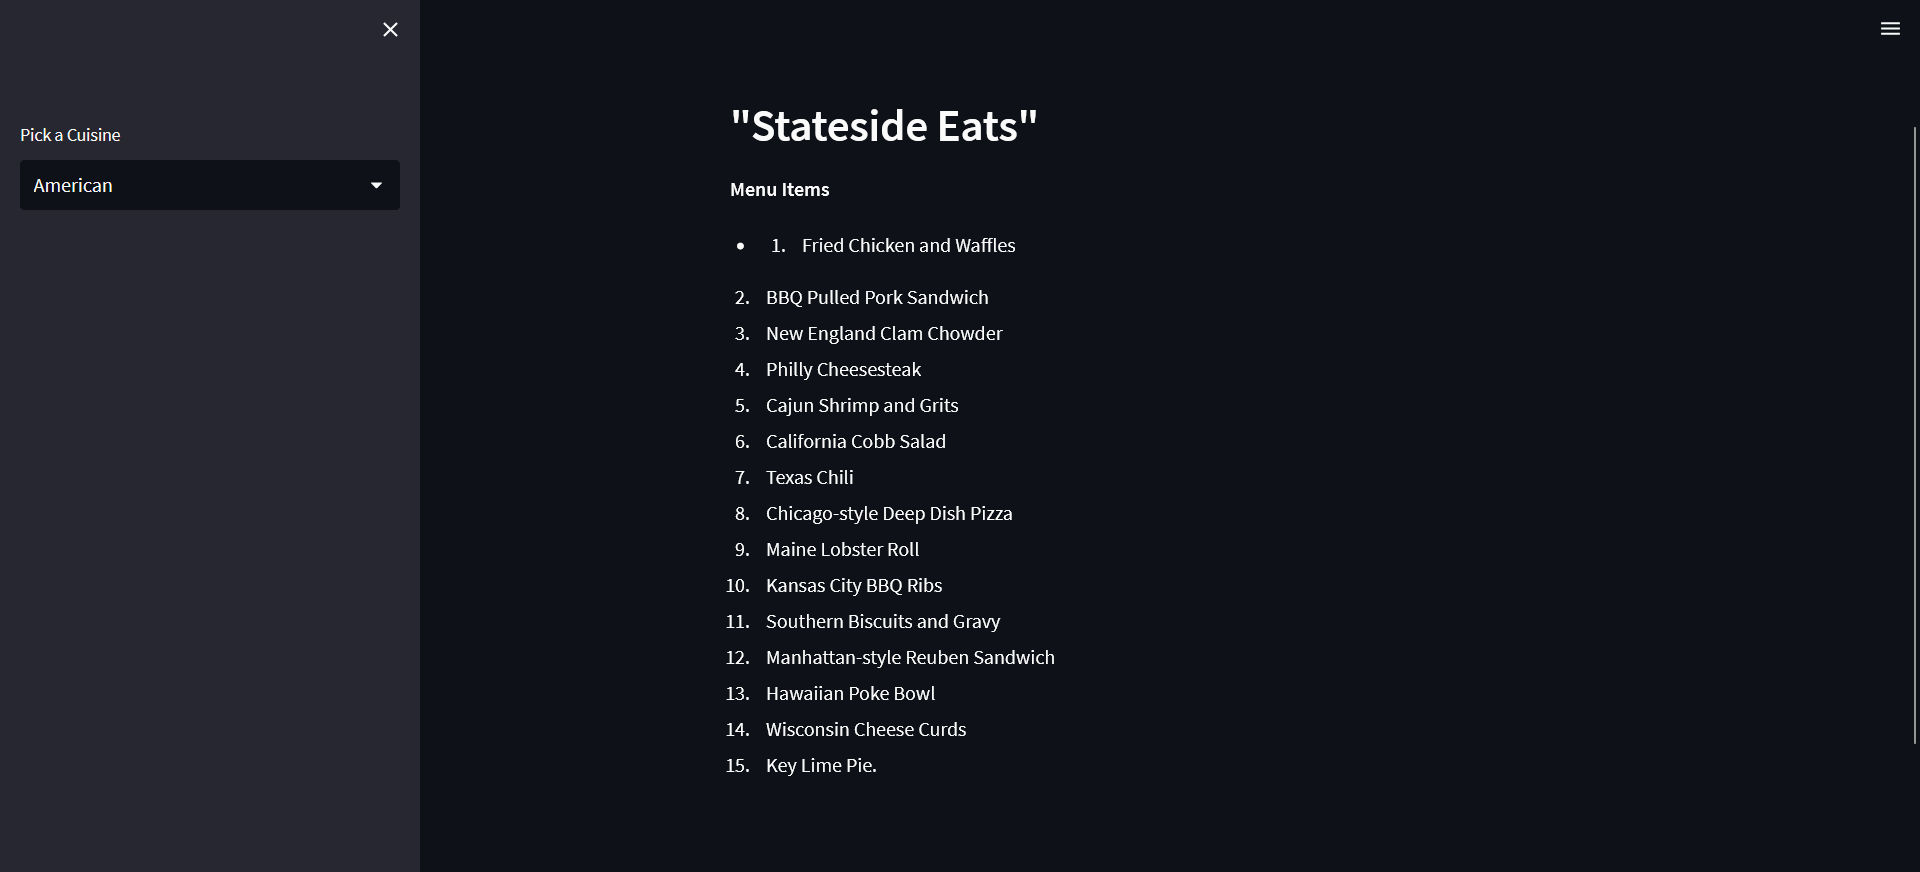 Pick a Cuisine
American
"Stateside Eats"
Menu Items
• 1. Fried Chicken and Waffles
2. BBQ Pulled Pork Sandwich
3. New England Clam Chowder
4. Philly Cheesesteak
5. Cajun Shrimp and Grits
6. California Cobb Salad
7. Texas Chili
8. Chicago-style Deep Dish Pizza
9. Maine Lobster Roll
10. Kansas City BBQ Ribs
11. Southern Biscuits and Gravy
12. Manhattan-style Reuben Sandwich
13. Hawaiian Poke Bowl
14. Wisconsin Cheese Curds
15. Key Lime Pie.